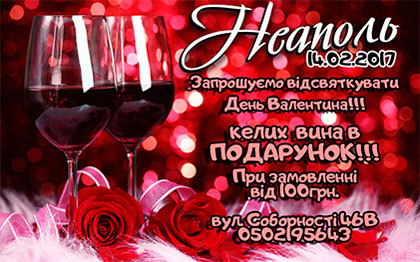 Неаполь
14.02.2017
Запрошуємо відсвяткувати
День Валентина!!!
келих вина в
ПОДАРУНОК!!!
При замовленні
від 100грн.
вул. Соборності 46В
0502195643